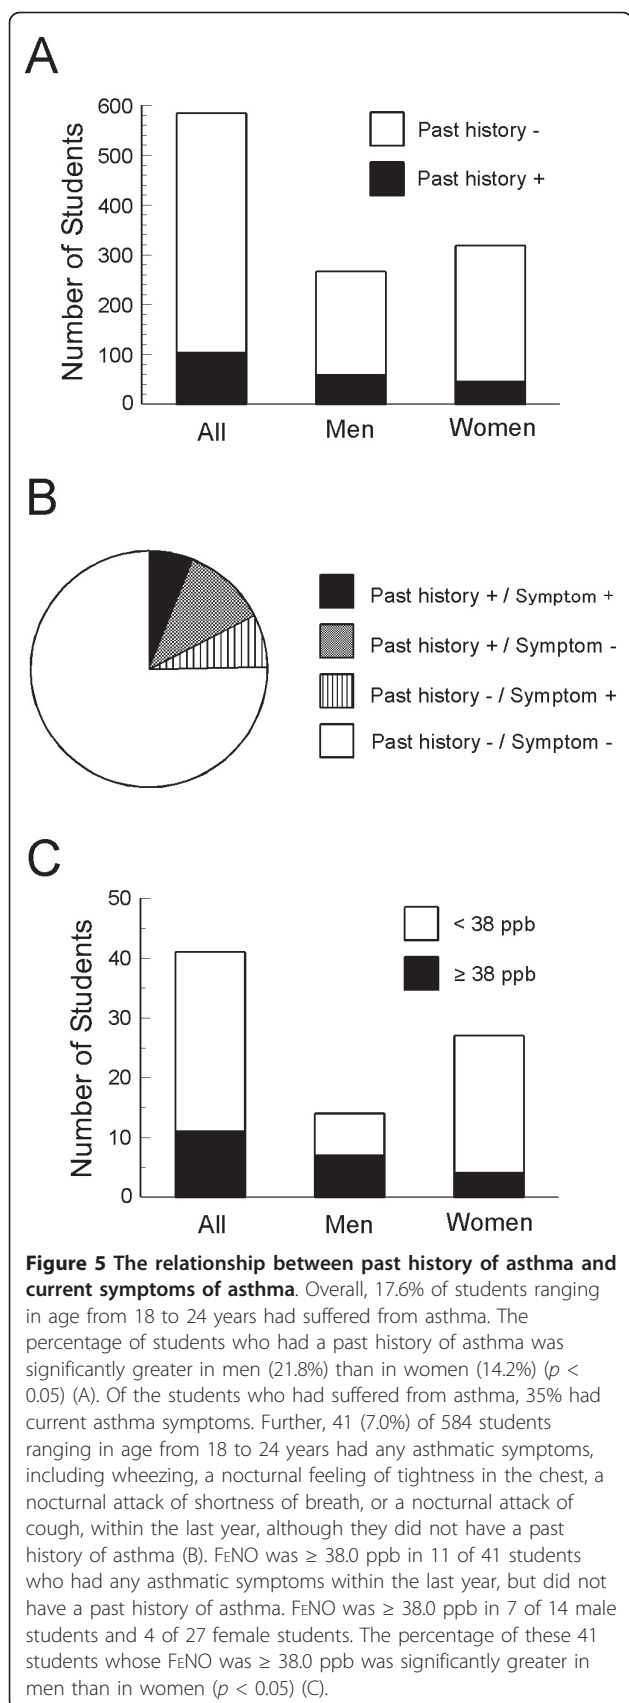 A
Number of Students
600
500
400
300
200
100
0
Past history -
Past history +
All
Men
Women
B
Past history + / Symptom +
Past history + / Symptom -
Past history - / Symptom +
Past history - / Symptom -
C
Number of Students
50
40
30
20
10
0
< 38 ppb
≥ 38 ppb
All
Men
Women
Figure 5 The relationship between past history of asthma and
current symptoms of asthma. Overall, 17.6% of students ranging
in age from 18 to 24 years had suffered from asthma. The
percentage of students who had a past history of asthma was
significantly greater in men (21.8%) than in women (14.2%) (p <
0.05) (A). Of the students who had suffered from asthma, 35% had
current asthma symptoms. Further, 41 (7.0%) of 584 students
ranging in age from 18 to 24 years had any asthmatic symptoms,
including wheezing, a nocturnal feeling of tightness in the chest, a
nocturnal attack of shortness of breath, or a nocturnal attack of
cough, within the last year, although they did not have a past
history of asthma (B). FENO was ≥ 38.0 ppb in 11 of 41 students
who had any asthmatic symptoms within the last year, but did not
have a past history of asthma. FENO was ≥ 38.0 ppb in 7 of 14 male
students and 4 of 27 female students. The percentage of these 41
students whose FENO was ≥ 38.0 ppb was significantly greater in
men than in women (p < 0.05) (C).